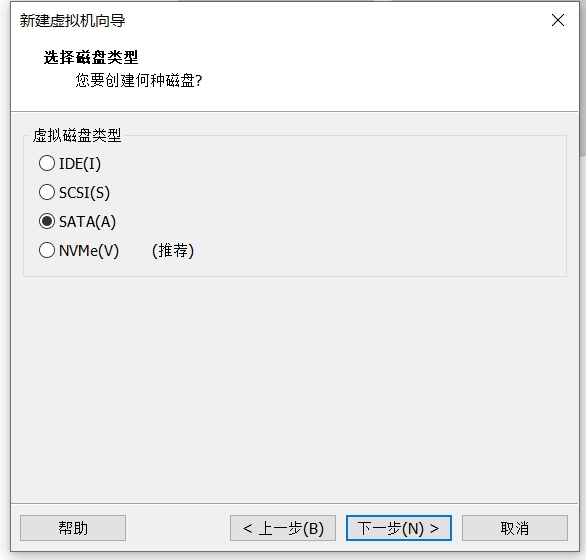 新建虚拟机向导
选择磁盘类型
您要创建何种磁盘?
虚拟磁盘类型
IDE(I)
SCSI(S)
SATA(A)
NVMe(V) (推荐)
帮助 < 上一步(B) 下一步(N) > 取消